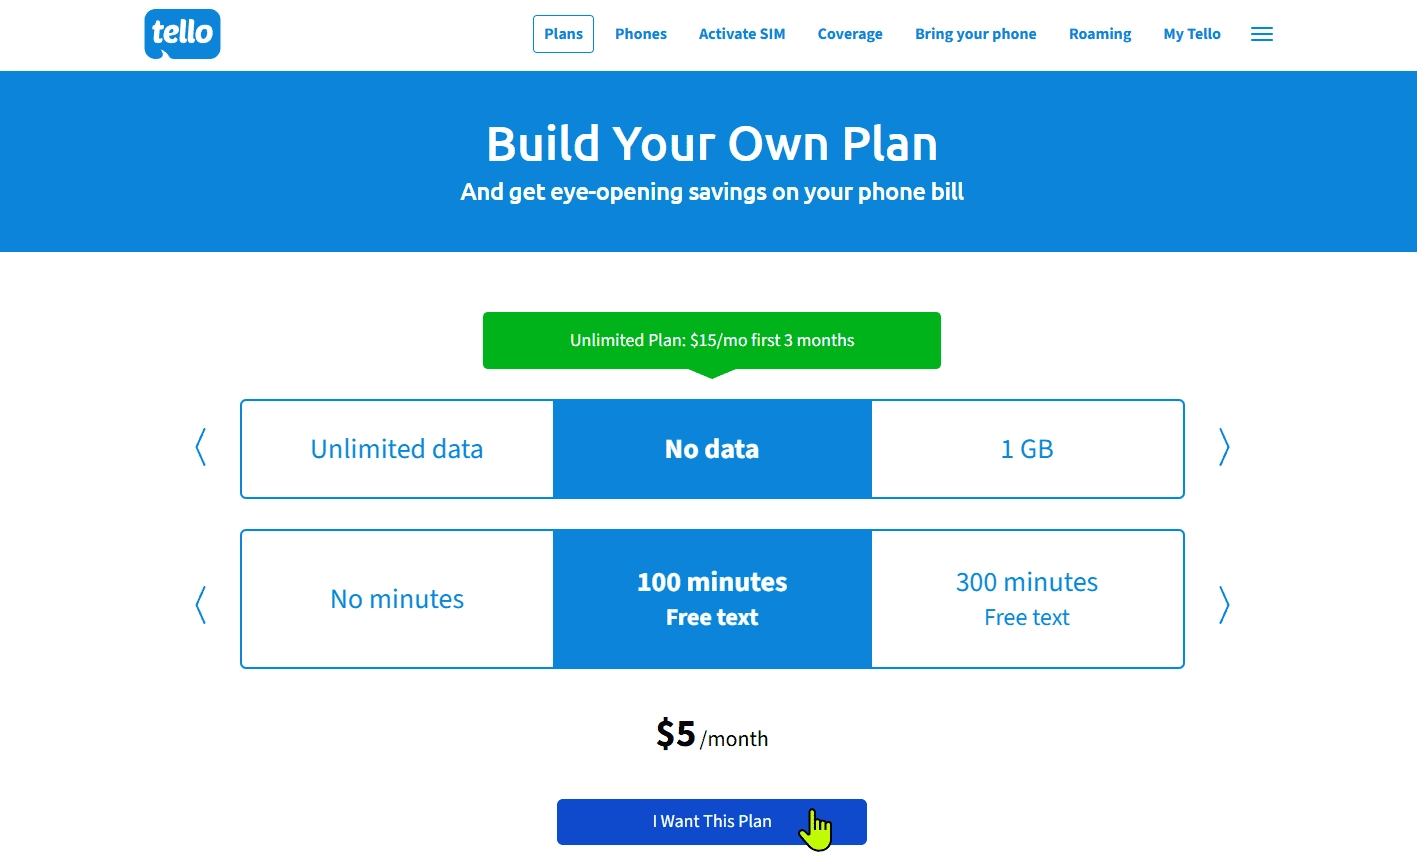 tello
Plans Phones Activate SIM Coverage Bring your phone Roaming My Tello
Build Your Own Plan
And get eye-opening savings on your phone bill
Unlimited Plan: $15/mo first 3 months
Unlimited data No data 1 GB
No minutes 100 minutes 300 minutes
Free text Free text
$5 /month
I Want This Plan